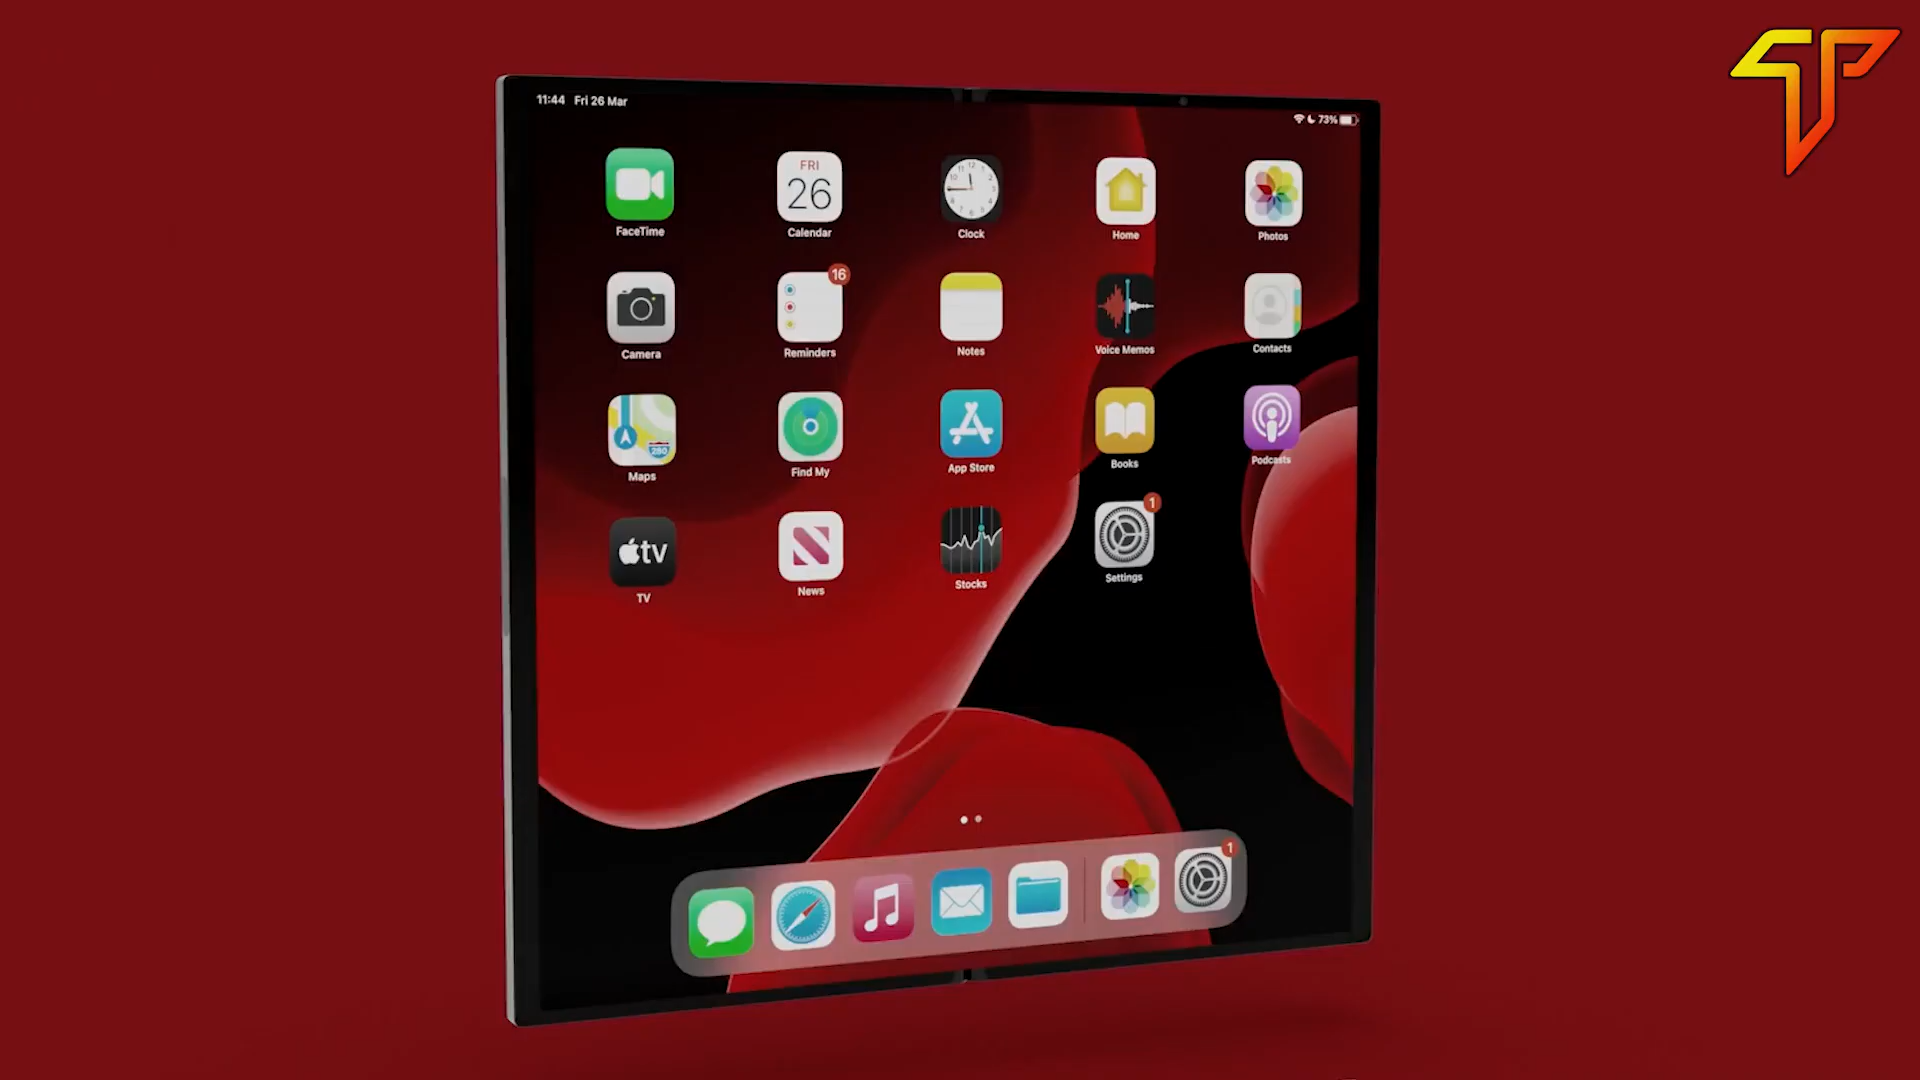 11:44 Fri 26 Mar
73%
FaceTime
FRI
26
Calendar
Clock
Home
Photos
Camera
16
Reminders
Notes
Voice Memos
Contacts
280
Maps
Find My
App Store
Books
Podcasts
tv
TV
News
Stocks
1
Settings
1